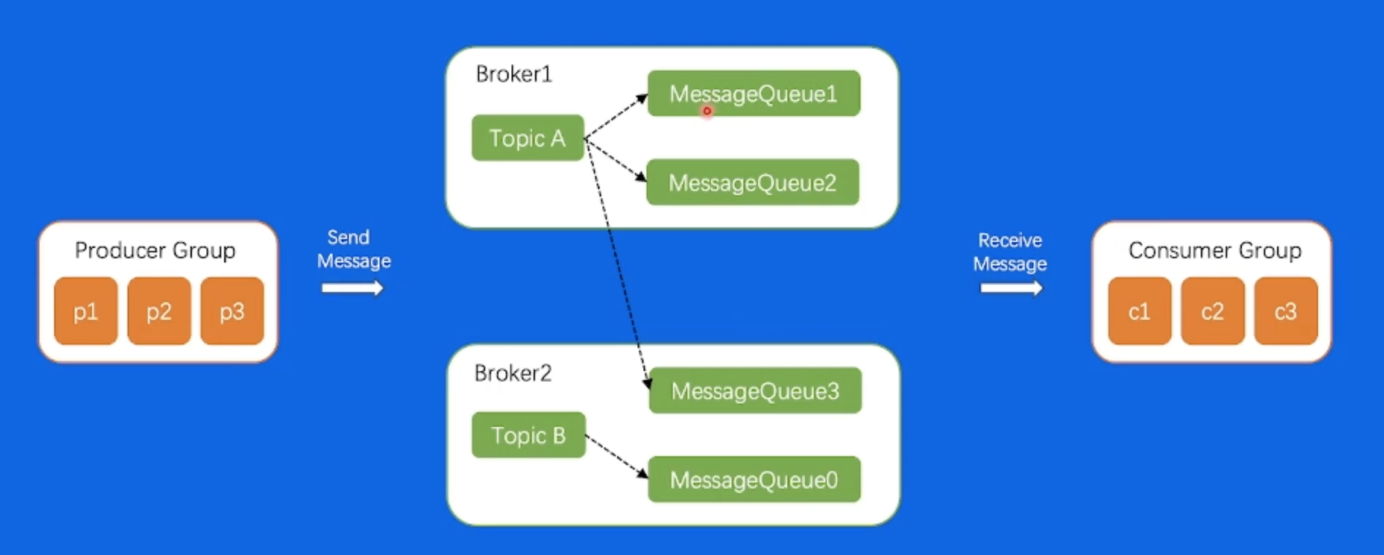 Broker1
MessageQueue1
Topic A
MessageQueue2
Producer Group
p1 p2 p3
Send
Message
Receive
Message
Consumer Group
c1 c2 c3
Broker2
MessageQueue3
Topic B
MessageQueue0